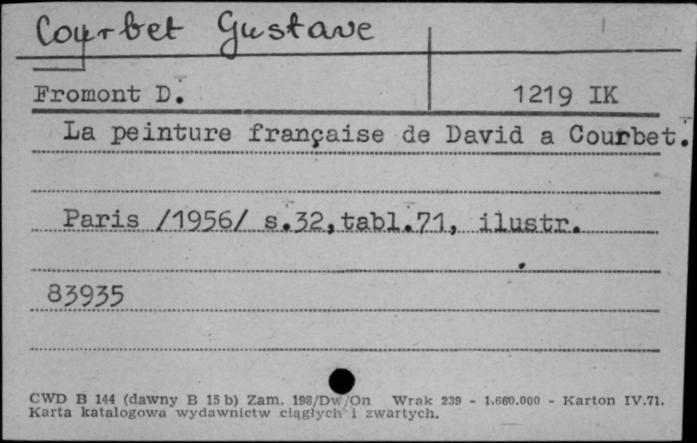 Courbet Gustave
Fromont D. 1219 IK
La peinture française de David a Courbet.
Paris /1956/ s.32,tabl.71, ilustr.
83935
CWD B 144 (dawny B 15 b) Zam. 198/Dw/On Wrak 239 - 1.660.000 - Karton IV.71.
Karta katalogowa wydawnictw ciągłych i zwartych.